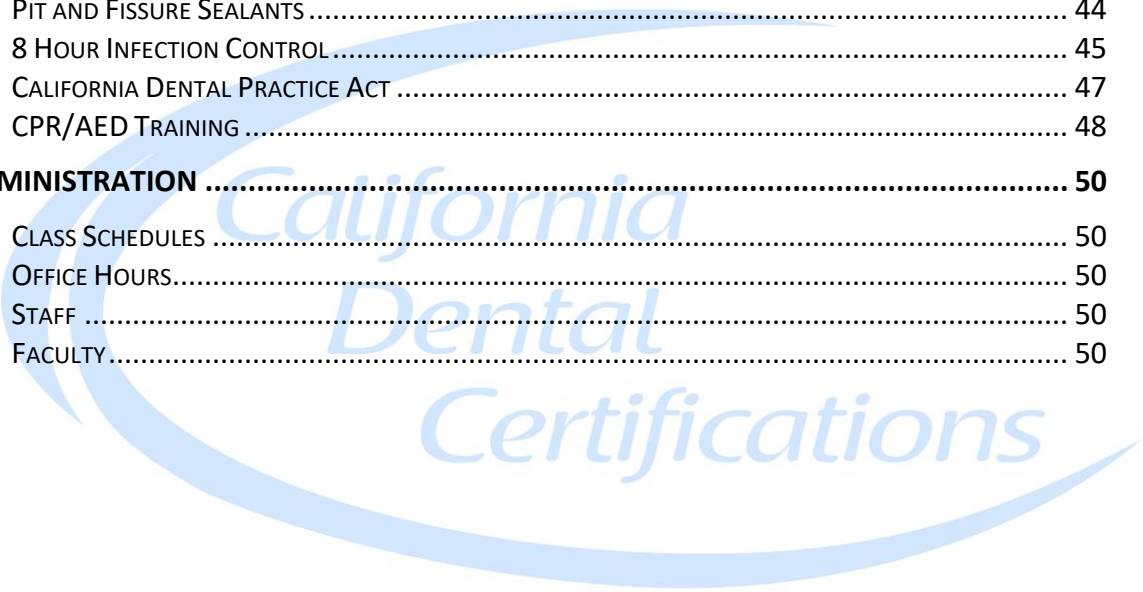 PIT AND FISSURE SEALANTS ........ 44
8 HOUR INFECTION CONTROL ........ 45
CALIFORNIA DENTAL PRACTICE ACT ........ 47
CPR/AED TRAINING ........ 48
MINISTRATION ........ 50
CLASS SCHEDULES ........ 50
OFFICE HOURS ........ 50
STAFF ........ 50
FACULTY ........ 50
California
Dental
Certifications